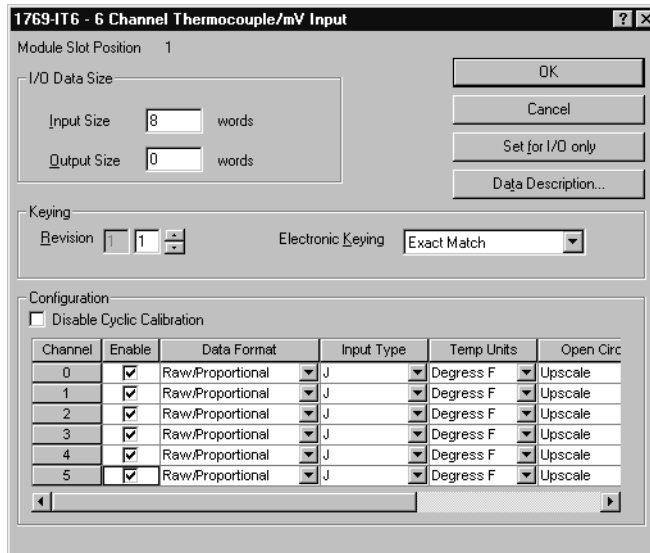 1769-IT6 - 6 Channel Thermocouple/mV Input
Module Slot Position 1
I/O Data Size
Input Size 8 words
Output Size 0 words
OK
Cancel
Set for I/O only
Data Description...
Keying
Revision 1 1
Electronic Keying Exact Match
Configuration
Disable Cyclic Calibration
Channel Enable Data Format Input Type Temp Units Open Circ
0 Raw/Proportional J Degress F Upscale
1 Raw/Proportional J Degress F Upscale
2 Raw/Proportional J Degress F Upscale
3 Raw/Proportional J Degress F Upscale
4 Raw/Proportional J Degress F Upscale
5 Raw/Proportional J Degress F Upscale